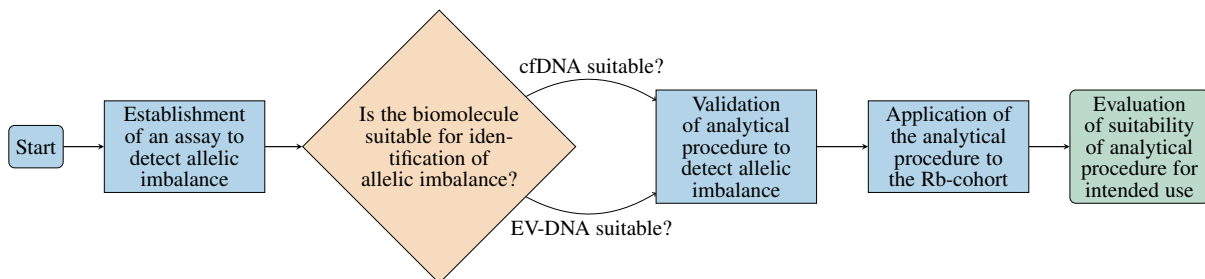 Start
Establishment
of an assay to
detect allelic
imbalance
Is the biomolecule
suitable for iden-
tification of
allelic imbalance?
cfDNA suitable?
EV-DNA suitable?
Validation
of analytical
procedure to
detect allelic
imbalance
Application of
the analytical
procedure to
the Rb-cohort
Evaluation
of suitability
of analytical
procedure for
intended use